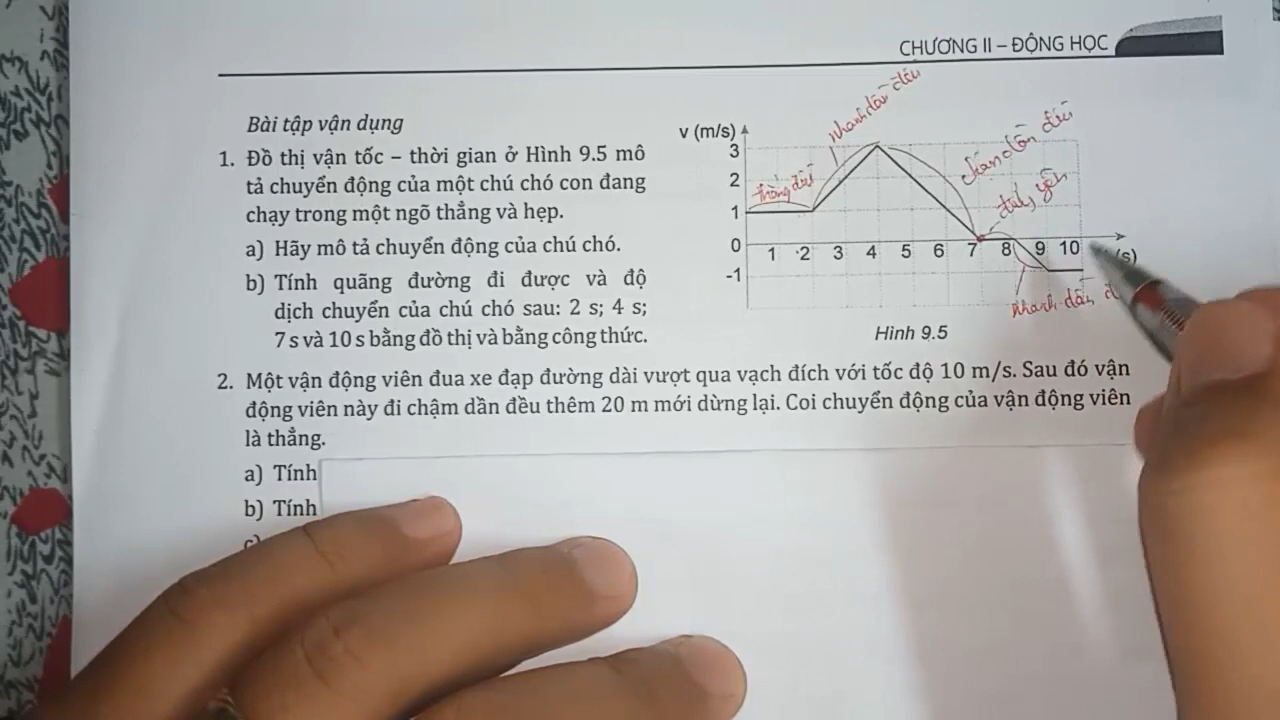 CHƯƠNG II – ĐỘNG HỌC
Bài tập vận dụng
1. Đồ thị vận tốc – thời gian ở Hình 9.5 mô
tả chuyển động của một chú chó con đang
chạy trong một ngõ thẳng và hẹp.
a) Hãy mô tả chuyển động của chú chó.
b) Tính quãng đường đi được và độ
dịch chuyển của chú chó sau: 2 s; 4 s;
7 s và 10 s bằng đồ thị và bằng công thức.
v (m/s)
3
2
1
0
-1
1 2 3 4 5 6 7 8 9 10
(s)
thẳng đều
nhanh dần đều
chậm dần đều
đứng yên
nhanh dần
Hình 9.5
2. Một vận động viên đua xe đạp đường dài vượt qua vạch đích với tốc độ 10 m/s. Sau đó vận
động viên này đi chậm dần đều thêm 20 m mới dừng lại. Coi chuyển động của vận động viên
là thẳng.
a) Tính
b) Tính
c)